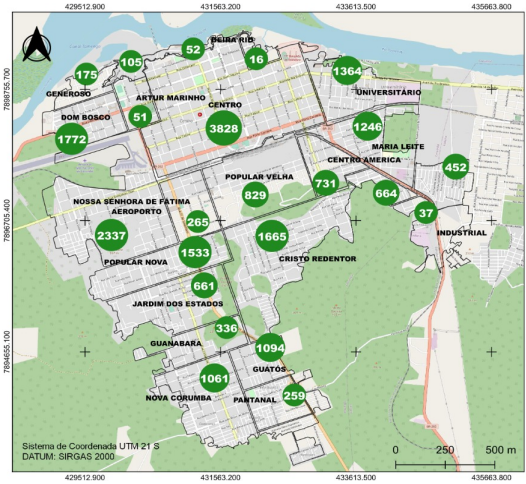 429512.900 431563.200 433613.500 435663.800
BEIRA RIO
52
105
16
175
1364
GENEROSO
UNIVERSITÁRIO
ARTUR MARINHO
CENTRO
DOM BOSCO
51
3828
1246
1772
MARIA LEITE
CENTRO AMERICA
452
POPULAR VELHA
731
664
829
NOSSA SENHORA DE FATIMA
AEROPORTO
265
37
2337
1665
INDUSTRIAL
1533
POPULAR NOVA
CRISTO REDENTOR
661
JARDIM DOS ESTADOS
336
GUANABARA
1094
GUATÓS
1061
259
NOVA CORUMBA
PANTANAL
Sistema de Coordenada UTM 21 S
DATUM: SIRGAS 2000
0 250 500 m
429512.900 431563.200 433613.500 435663.800
7898755.700
7896705.400
7894655.100